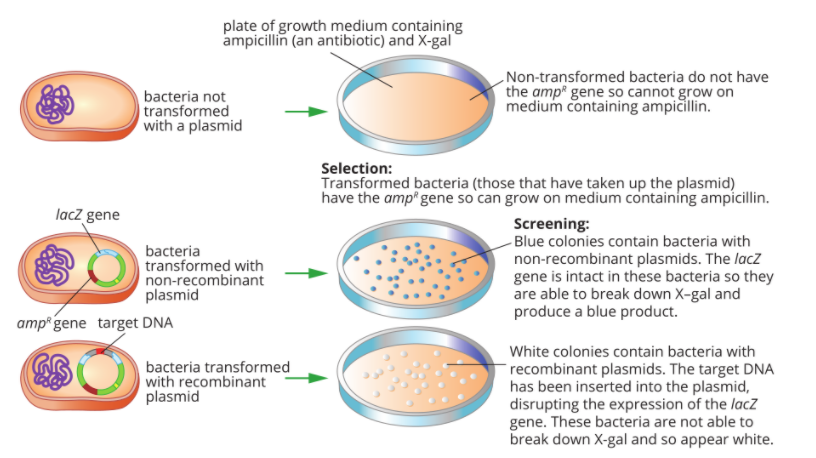 plate of growth medium containing
ampicillin (an antibiotic) and X-gal
bacteria not
transformed
with a plasmid
Non-transformed bacteria do not have
the ampᴿ gene so cannot grow on
medium containing ampicillin.
Selection:
Transformed bacteria (those that have taken up the plasmid)
have the ampᴿ gene so can grow on medium containing ampicillin.
lacZ gene
bacteria
transformed with
non-recombinant
plasmid
ampᴿ gene
Screening:
Blue colonies contain bacteria with
non-recombinant plasmids. The lacZ
gene is intact in these bacteria so they
are able to break down X–gal and
produce a blue product.
target DNA
bacteria transformed
with recombinant
plasmid
White colonies contain bacteria with
recombinant plasmids. The target DNA
has been inserted into the plasmid,
disrupting the expression of the lacZ
gene. These bacteria are not able to
break down X-gal and so appear white.